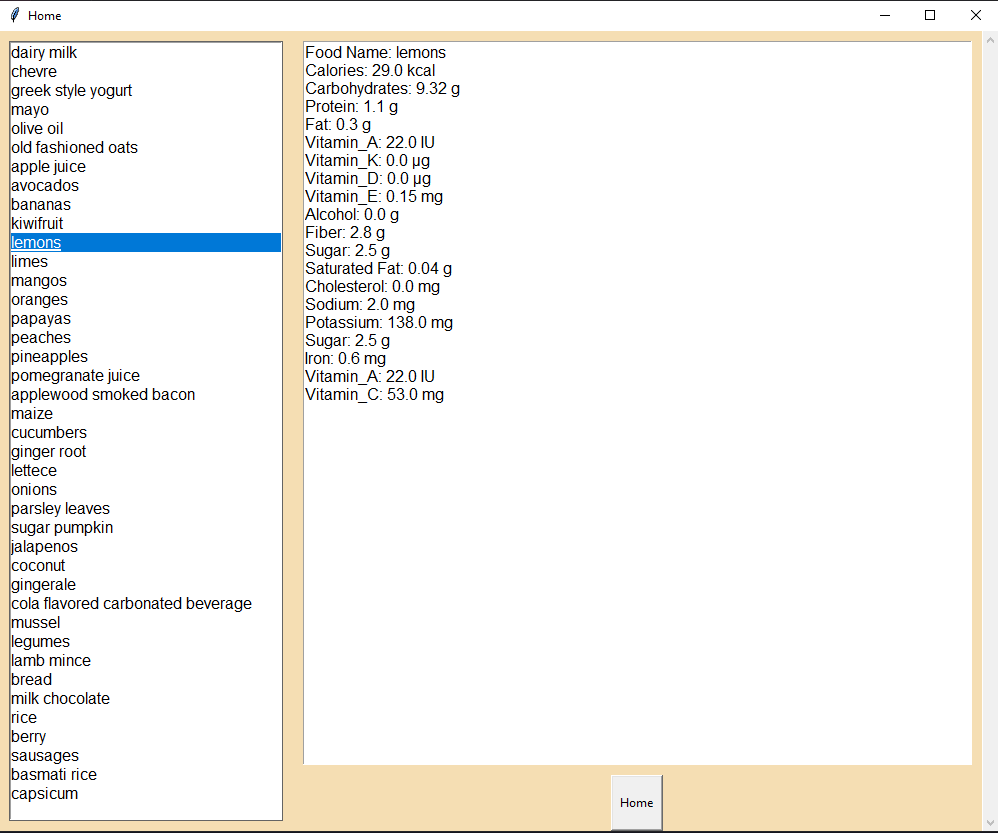 Home
dairy milk
chevre
greek style yogurt
mayo
olive oil
old fashioned oats
apple juice
avocados
bananas
kiwifruit
lemons
limes
mangos
oranges
papayas
peaches
pineapples
pomegranate juice
applewood smoked bacon
maize
cucumbers
ginger root
lettece
onions
parsley leaves
sugar pumpkin
jalapenos
coconut
gingerale
cola flavored carbonated beverage
mussel
legumes
lamb mince
bread
milk chocolate
rice
berry
sausages
basmati rice
capsicum
Food Name: lemons
Calories: 29.0 kcal
Carbohydrates: 9.32 g
Protein: 1.1 g
Fat: 0.3 g
Vitamin_A: 22.0 IU
Vitamin_K: 0.0 µg
Vitamin_D: 0.0 µg
Vitamin_E: 0.15 mg
Alcohol: 0.0 g
Fiber: 2.8 g
Sugar: 2.5 g
Saturated Fat: 0.04 g
Cholesterol: 0.0 mg
Sodium: 2.0 mg
Potassium: 138.0 mg
Sugar: 2.5 g
Iron: 0.6 mg
Vitamin_A: 22.0 IU
Vitamin_C: 53.0 mg
Home